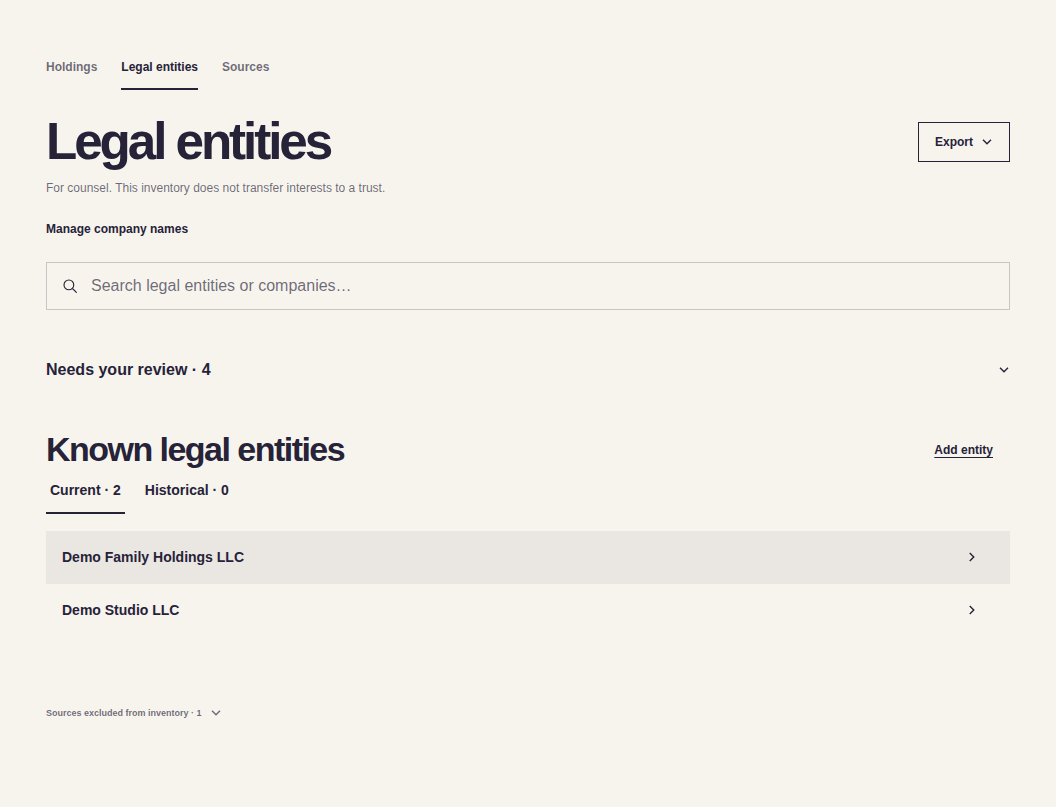 Holdings Legal entities Sources
Legal entities
Export
For counsel. This inventory does not transfer interests to a trust.
Manage company names
Search legal entities or companies…
Needs your review · 4
Known legal entities
Add entity
Current · 2 Historical · 0
Demo Family Holdings LLC
Demo Studio LLC
Sources excluded from inventory · 1